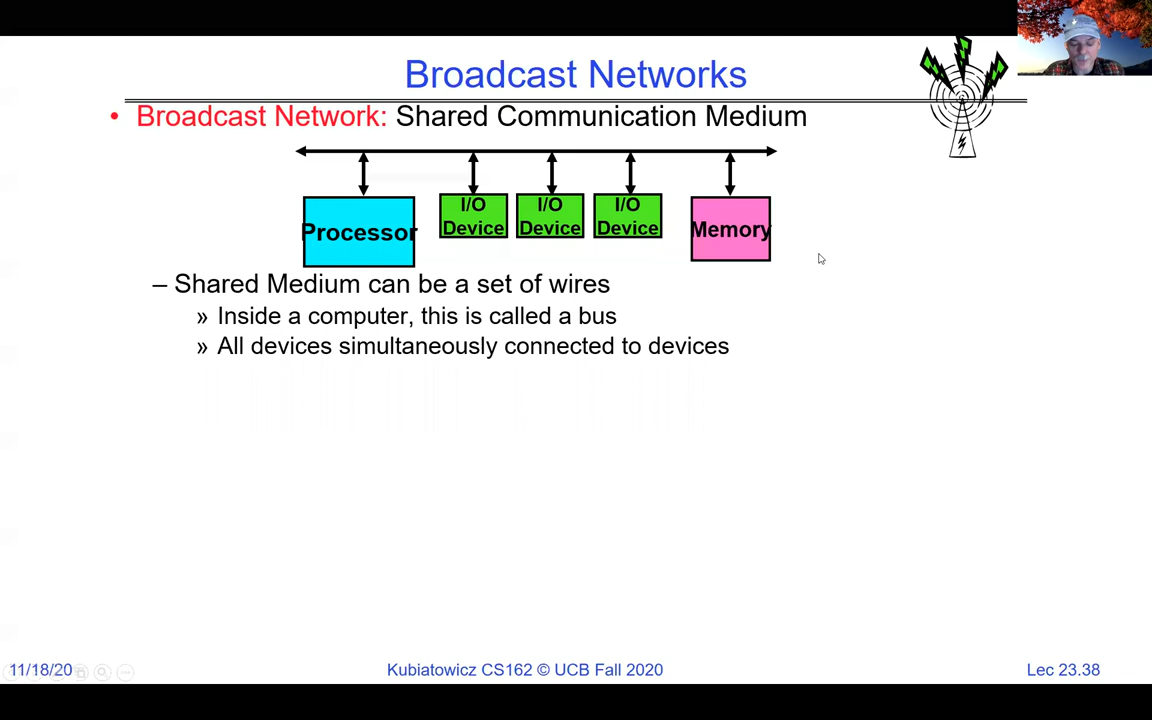 Broadcast Networks
• Broadcast Network: Shared Communication Medium
Processor
I/O Device
I/O Device
I/O Device
Memory
– Shared Medium can be a set of wires
» Inside a computer, this is called a bus
» All devices simultaneously connected to devices
11/18/20
Kubiatowicz CS162 © UCB Fall 2020
Lec 23.38